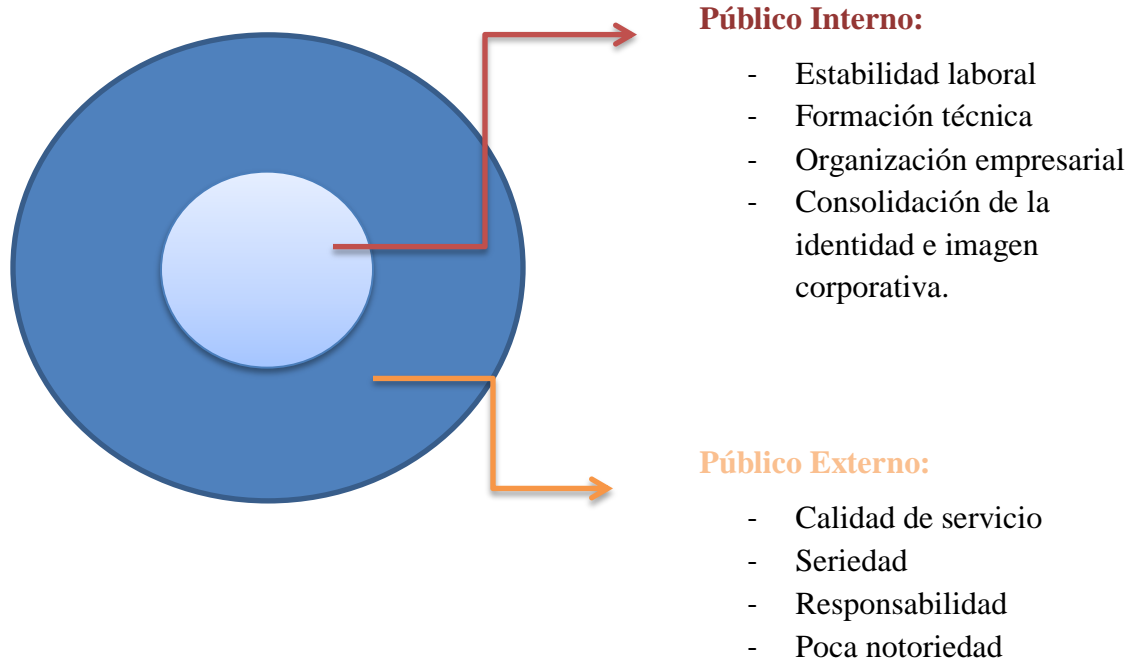 Público Interno:
- Estabilidad laboral
- Formación técnica
- Organización empresarial
- Consolidación de la
identidad e imagen
corporativa.
Público Externo:
- Calidad de servicio
- Seriedad
- Responsabilidad
- Poca notoriedad